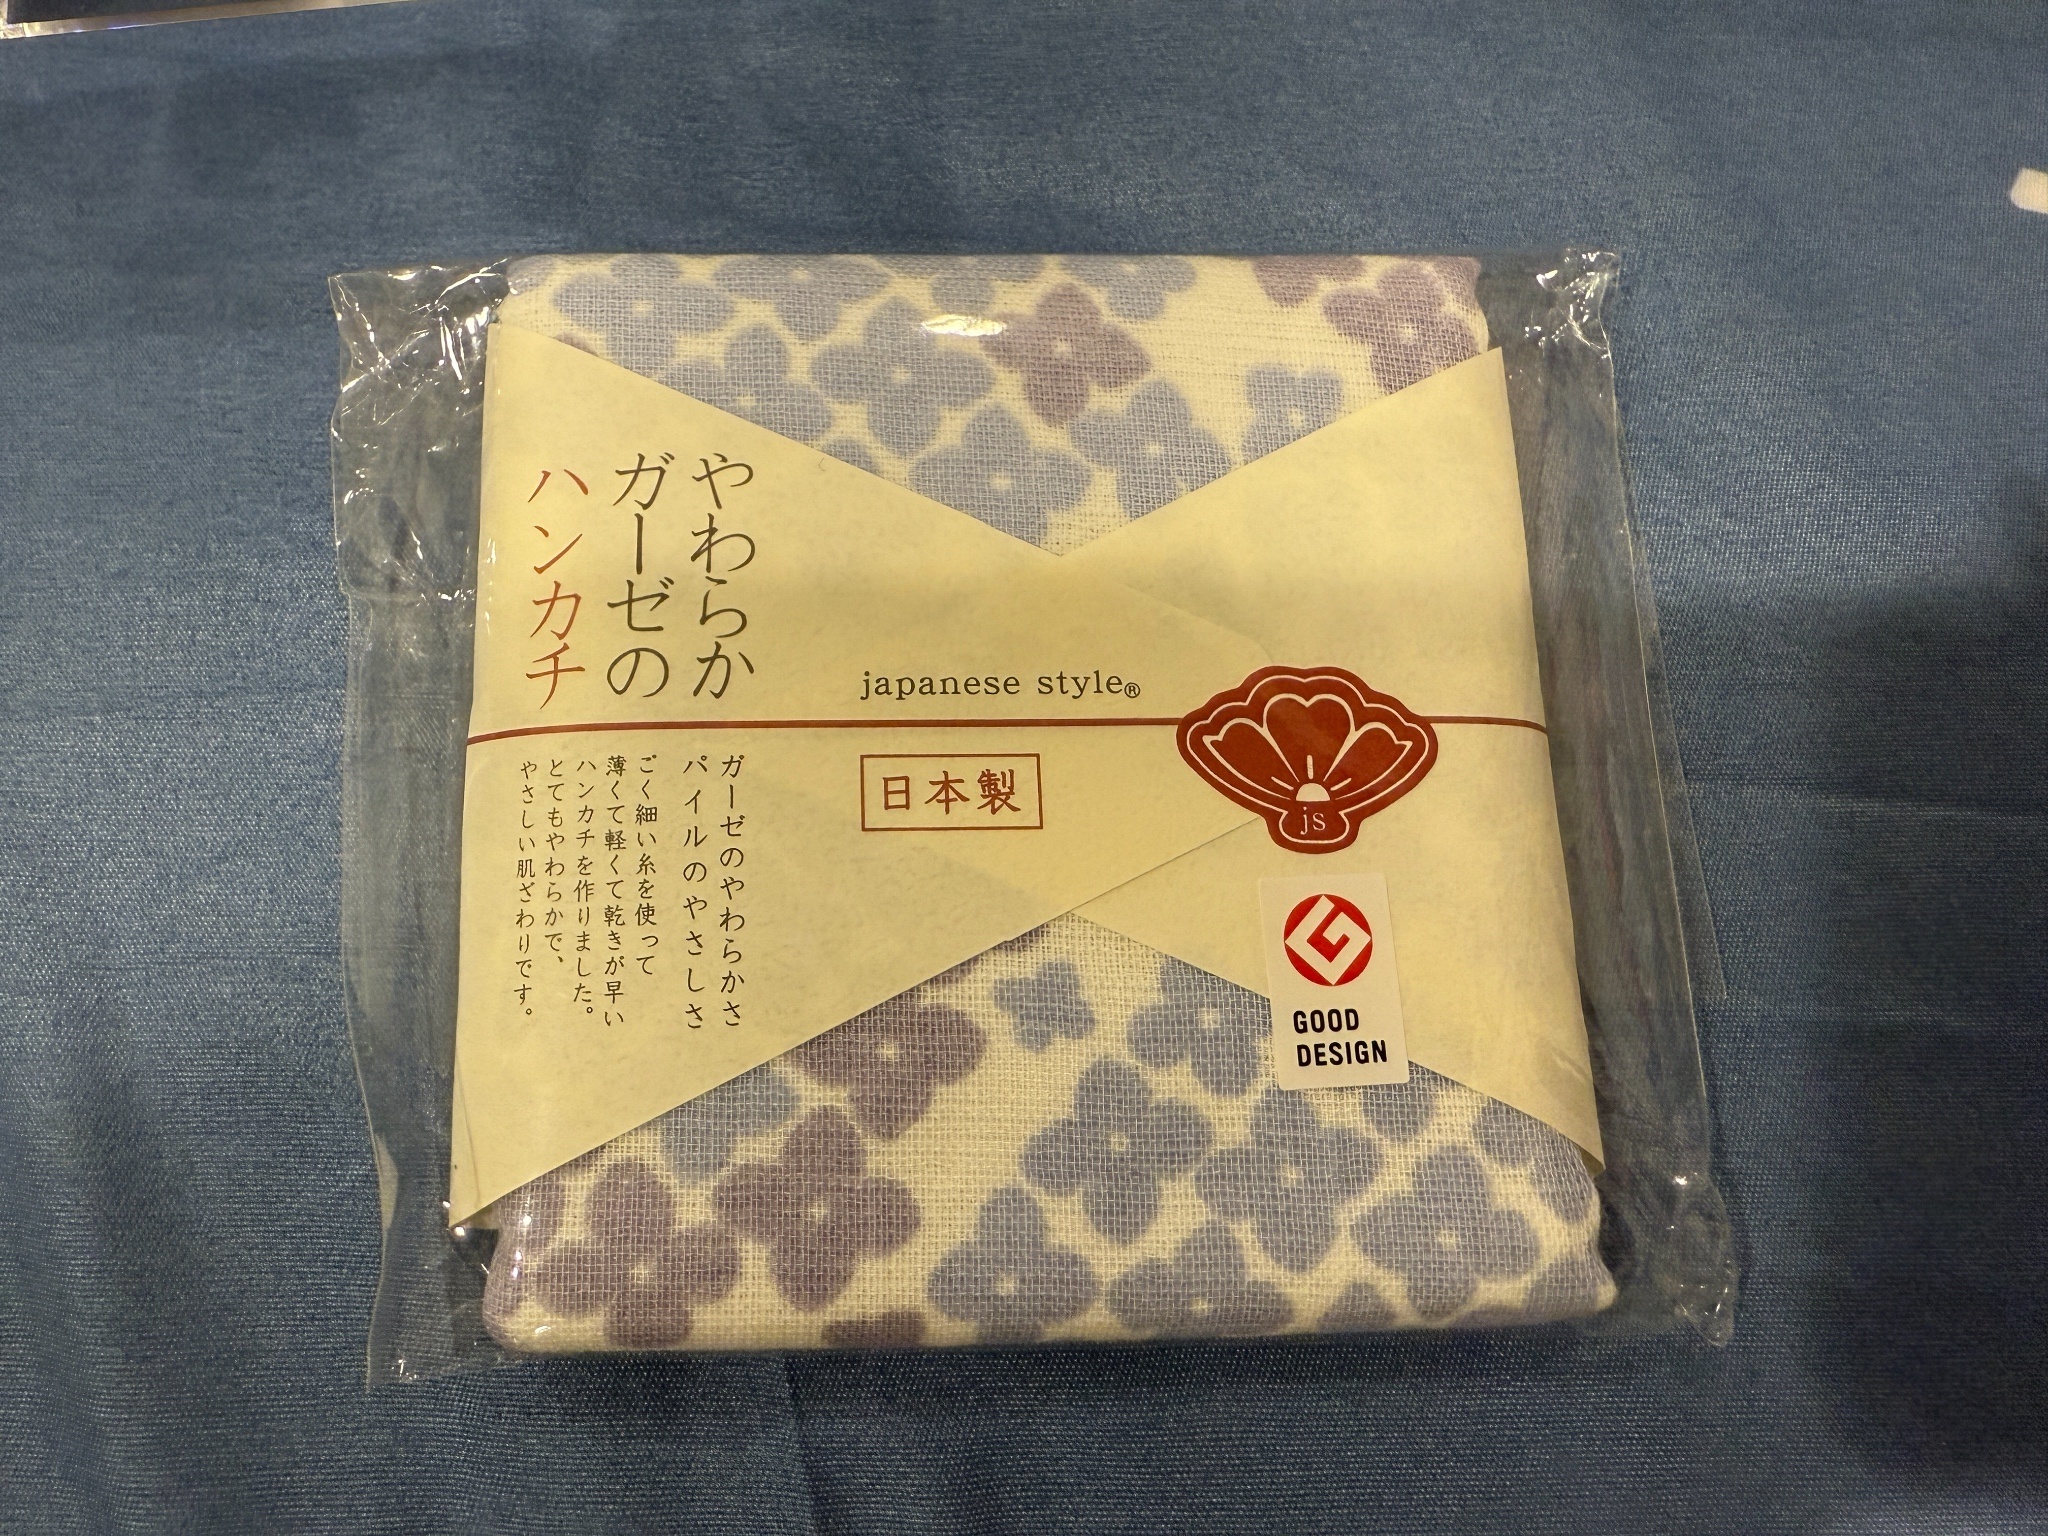 やわらか
ガーゼの
ハンカチ
ガーゼのやわらかさ
パイルのやさしさ
ごく細い糸を使って
薄くて軽くて乾きが早い
ハンカチを作りました。
とてもやわらかで、
やさしい肌ざわりです。
japanese style®
日本製
js
GOOD
DESIGN